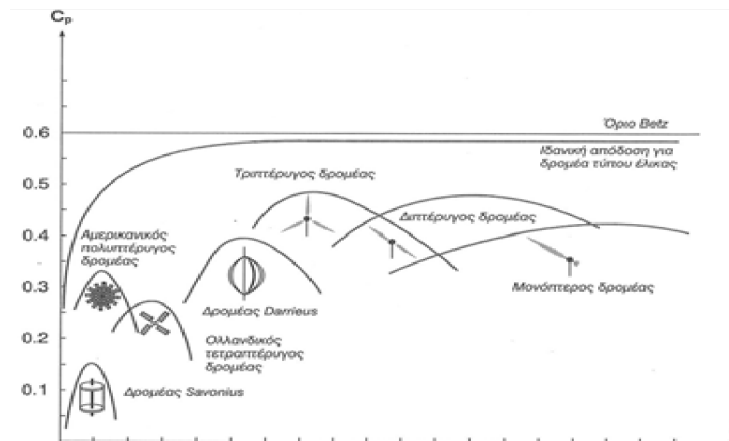 Cp
0.6
0.5
0.4
0.3
0.2
0.1
Όριο Betz
Ιδανική απόδοση για
δρομέα τύπου έλικας
Τριπτέρυγος δρομέας
Διπτέρυγος δρομέας
Αμερικανικός
πολυπτέρυγος
δρομέας
Μονόπτερος δρομέας
Δρομέας Darrieus
Ολλανδικός
τετραπτέρυγος
δρομέας
Δρομέας Savonius